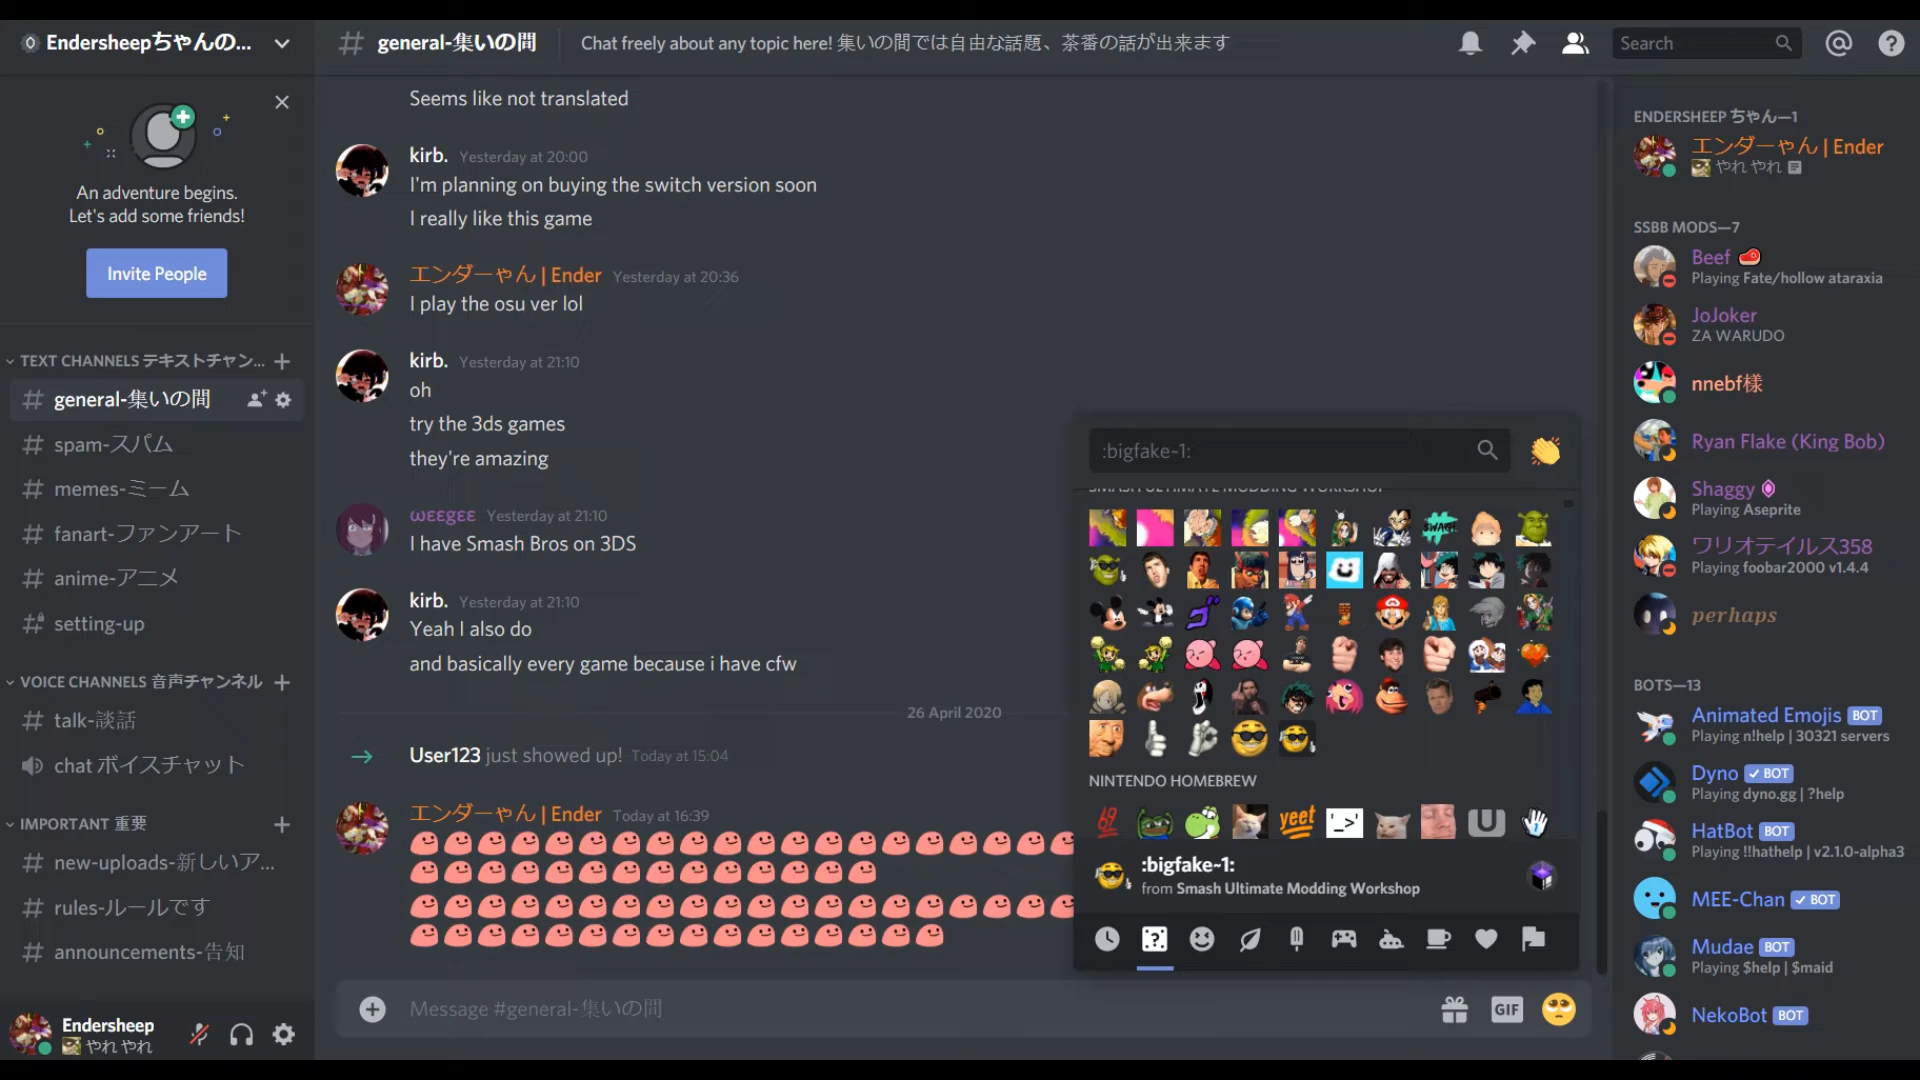 Endersheepちゃんの...
general-集いの間
Chat freely about any topic here! 集いの間では自由な話題、茶番の話が出来ます
Search
An adventure begins.
Let's add some friends!
Invite People
TEXT CHANNELS テキストチャン...
general-集いの間
spam-スパム
memes-ミーム
fanart-ファンアート
anime-アニメ
setting-up
VOICE CHANNELS 音声チャンネル
talk-談話
chat ボイスチャット
IMPORTANT 重要
new-uploads-新しいア...
rules-ルールです
announcements-告知
Endersheep
やれ やれ
Seems like not translated
kirb. Yesterday at 20:00
I'm planning on buying the switch version soon
I really like this game
エンダーやん | Ender Yesterday at 20:36
I play the osu ver lol
kirb. Yesterday at 21:10
oh
try the 3ds games
they're amazing
ωεεgεε Yesterday at 21:10
I have Smash Bros on 3DS
kirb. Yesterday at 21:10
Yeah I also do
and basically every game because i have cfw
26 April 2020
User123 just showed up! Today at 15:04
エンダーやん | Ender Today at 16:39
Message #general-集いの間
GIF
:bigfake~1:
SMASH ULTIMATE MODDING WORKSHOP
SMASH
NINTENDO HOMEBREW
69
yeet
'_>'
U
:bigfake~1:
from Smash Ultimate Modding Workshop
ENDERSHEEP ちゃん—1
エンダーやん | Ender
やれ やれ
SSBB MODS—7
Beef
Playing Fate/hollow ataraxia
JoJoker
ZA WARUDO
nnebf様
Ryan Flake (King Bob)
Shaggy
Playing Aseprite
ワリオテイルス358
Playing foobar2000 v1.4.4
perhaps
BOTS—13
Animated Emojis BOT
Playing n!help | 30321 servers
Dyno BOT
Playing dyno.gg | ?help
HatBot BOT
Playing !!hathelp | v2.1.0-alpha3
MEE-Chan BOT
Mudae BOT
Playing $help | $maid
NekoBot BOT